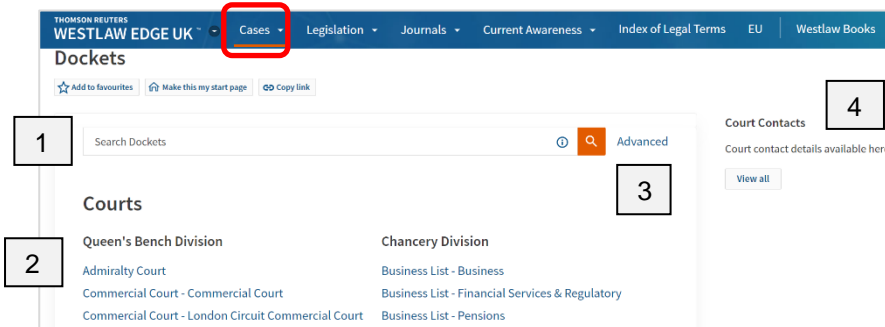 THOMSON REUTERS
WESTLAW EDGE UK™ Cases Legislation Journals Current Awareness Index of Legal Terms EU Westlaw Books
Dockets
Add to favourites Make this my start page Copy link
4
Court Contacts
1
Search Dockets Advanced
Court contact details available here
View all
3
Courts
Queen's Bench Division Chancery Division
2
Admiralty Court Business List - Business
Commercial Court - Commercial Court Business List - Financial Services & Regulatory
Commercial Court - London Circuit Commercial Court Business List - Pensions